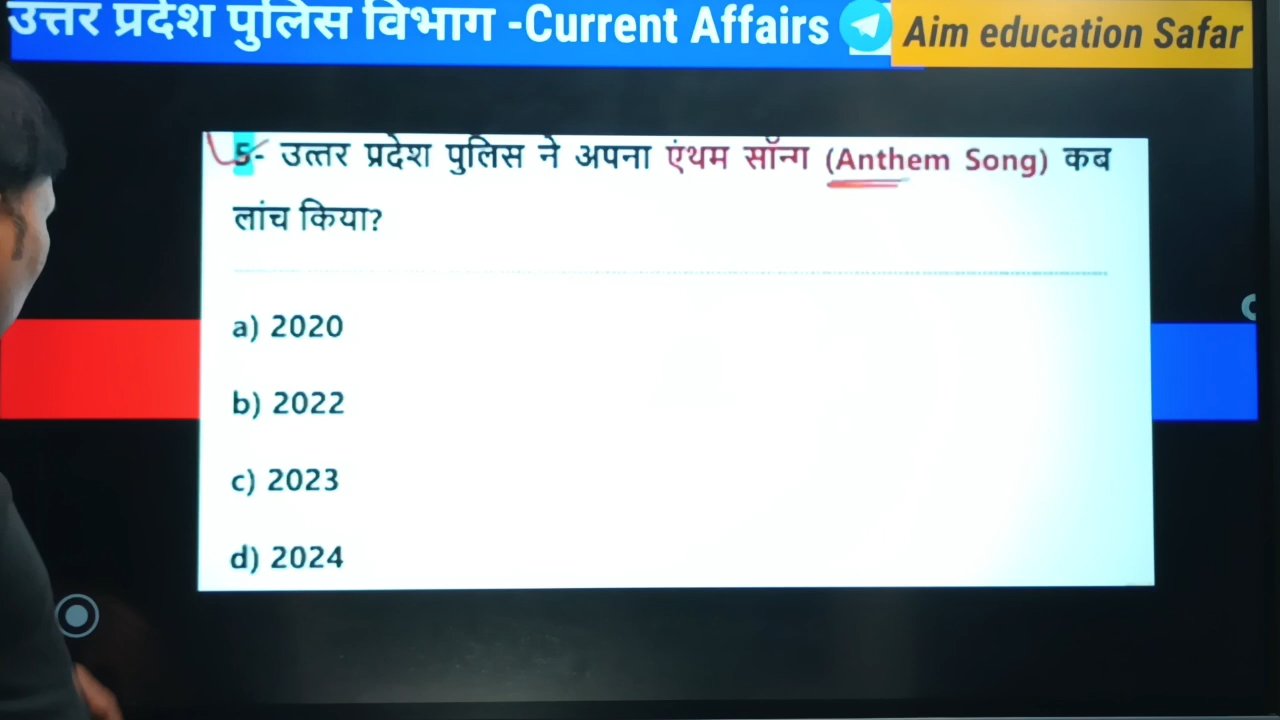 उत्तर प्रदेश पुलिस विभाग -Current Affairs
Aim education Safar
5- उत्तर प्रदेश पुलिस ने अपना एंथम सॉन्ग (Anthem Song) कब
लांच किया?
a) 2020
b) 2022
c) 2023
d) 2024